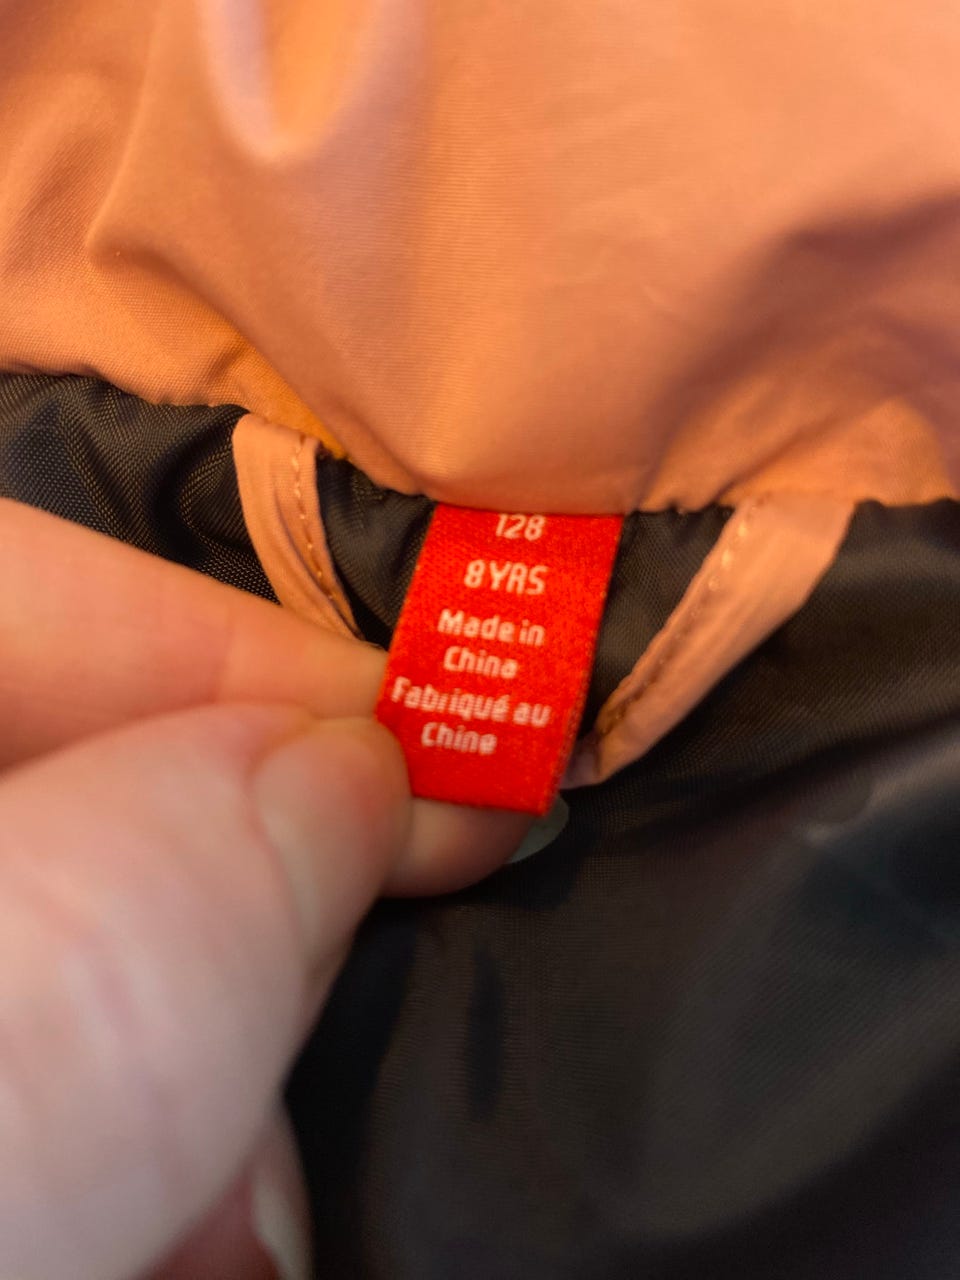 128
8YRS
Made in
China
Fabriqué au
Chine